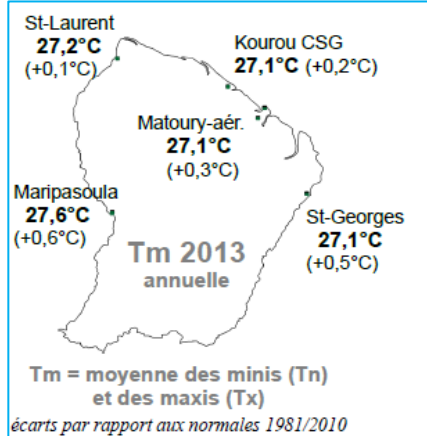 St-Laurent
27,2°C
(+0,1°C)
Kourou CSG
27,1°C (+0,2°C)
Matoury-aér.
27,1°C
(+0,3°C)
Maripasoula
27,6°C
(+0,6°C)
St-Georges
27,1°C
(+0,5°C)
Tm 2013
annuelle
Tm = moyenne des minis (Tn)
et des maxis (Tx)
écarts par rapport aux normales 1981/2010